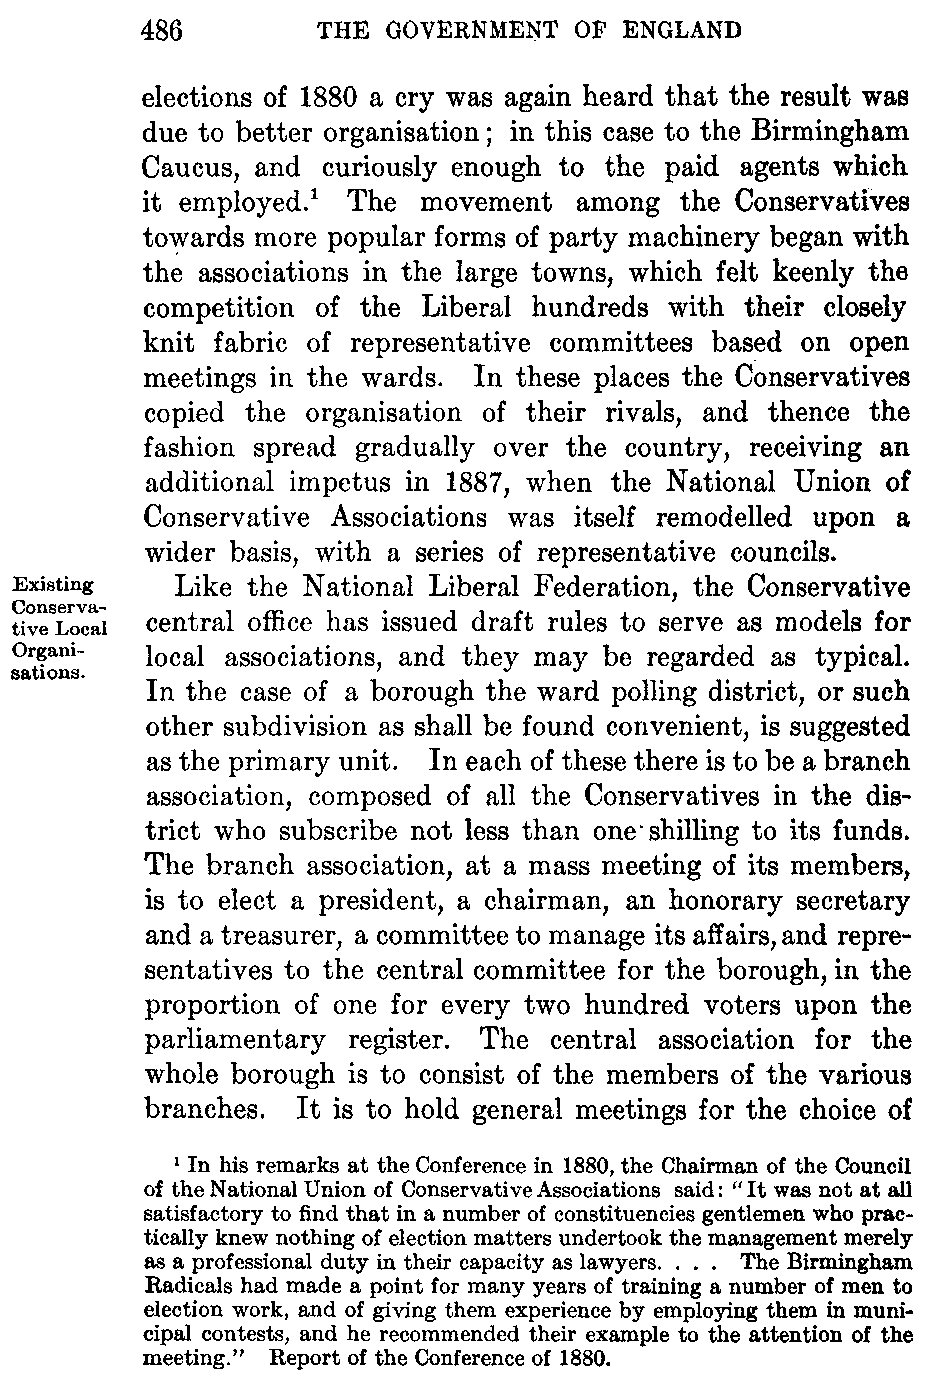 486 THE GOVERNMENT OF ENGLAND
elections of 1880 a cry was again heard that the result was
due to better organisation; in this case to the Birmingham
Caucus, and curiously enough to the paid agents which
it employed.¹ The movement among the Conservatives
towards more popular forms of party machinery began with
the associations in the large towns, which felt keenly the
competition of the Liberal hundreds with their closely
knit fabric of representative committees based on open
meetings in the wards. In these places the Conservatives
copied the organisation of their rivals, and thence the
fashion spread gradually over the country, receiving an
additional impetus in 1887, when the National Union of
Conservative Associations was itself remodelled upon a
wider basis, with a series of representative councils.
Existing
Conserva-
tive Local
Organi-
sations.
Like the National Liberal Federation, the Conservative
central office has issued draft rules to serve as models for
local associations, and they may be regarded as typical.
In the case of a borough the ward polling district, or such
other subdivision as shall be found convenient, is suggested
as the primary unit. In each of these there is to be a branch
association, composed of all the Conservatives in the dis-
trict who subscribe not less than one shilling to its funds.
The branch association, at a mass meeting of its members,
is to elect a president, a chairman, an honorary secretary
and a treasurer, a committee to manage its affairs, and repre-
sentatives to the central committee for the borough, in the
proportion of one for every two hundred voters upon the
parliamentary register. The central association for the
whole borough is to consist of the members of the various
branches. It is to hold general meetings for the choice of
¹ In his remarks at the Conference in 1880, the Chairman of the Council
of the National Union of Conservative Associations said: "It was not at all
satisfactory to find that in a number of constituencies gentlemen who prac-
tically knew nothing of election matters undertook the management merely
as a professional duty in their capacity as lawyers. . . . The Birmingham
Radicals had made a point for many years of training a number of men to
election work, and of giving them experience by employing them in muni-
cipal contests, and he recommended their example to the attention of the
meeting." Report of the Conference of 1880.